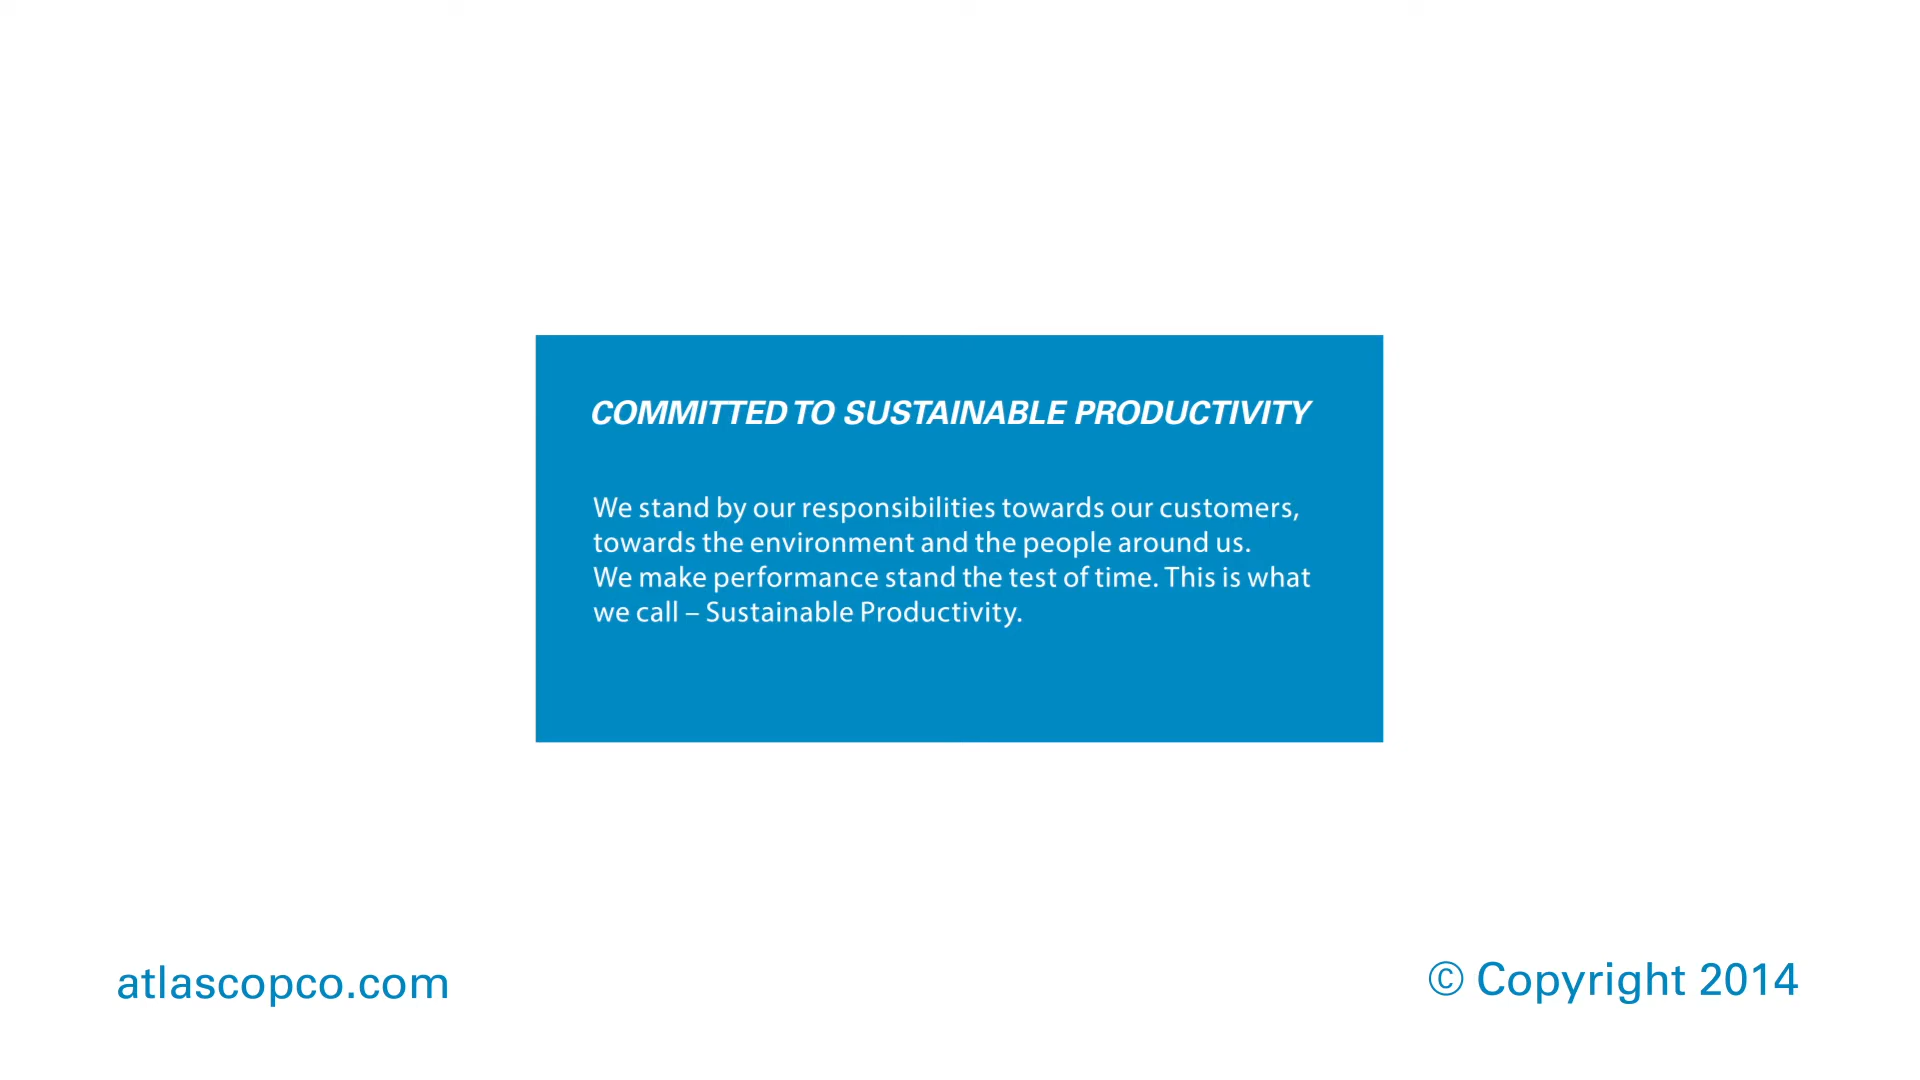 COMMITTED TO SUSTAINABLE PRODUCTIVITY
We stand by our responsibilities towards our customers,
towards the environment and the people around us.
We make performance stand the test of time. This is what
we call – Sustainable Productivity.
atlascopco.com
© Copyright 2014